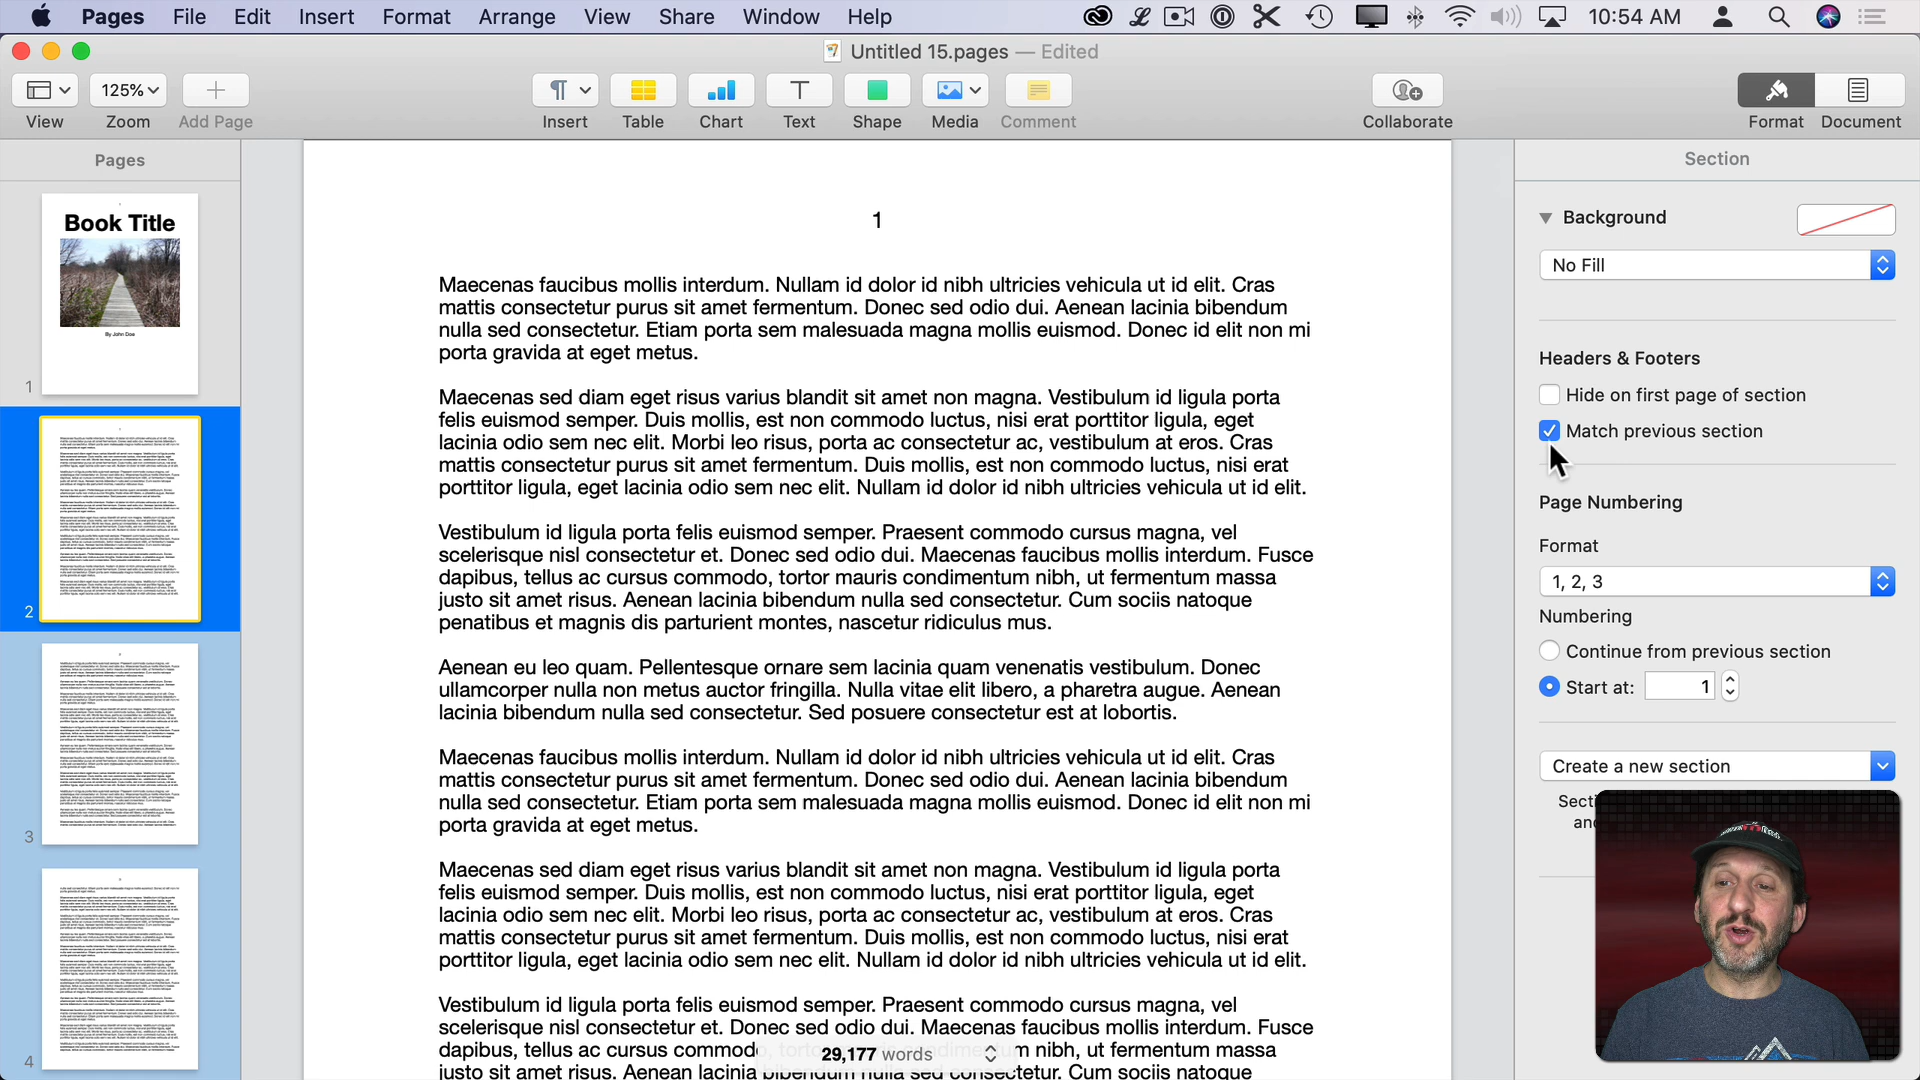 Pages File Edit Insert Format Arrange View Share Window Help 10:54 AM
Untitled 15.pages — Edited
125%
View Zoom Add Page Insert Table Chart Text Shape Media Comment Collaborate Format Document
Pages
Book Title
By John Doe
1
2
3
4
1
Maecenas faucibus mollis interdum. Nullam id dolor id nibh ultricies vehicula ut id elit. Cras
mattis consectetur purus sit amet fermentum. Donec sed odio dui. Aenean lacinia bibendum
nulla sed consectetur. Etiam porta sem malesuada magna mollis euismod. Donec id elit non mi
porta gravida at eget metus.
Maecenas sed diam eget risus varius blandit sit amet non magna. Vestibulum id ligula porta
felis euismod semper. Duis mollis, est non commodo luctus, nisi erat porttitor ligula, eget
lacinia odio sem nec elit. Morbi leo risus, porta ac consectetur ac, vestibulum at eros. Cras
mattis consectetur purus sit amet fermentum. Duis mollis, est non commodo luctus, nisi erat
porttitor ligula, eget lacinia odio sem nec elit. Nullam id dolor id nibh ultricies vehicula ut id elit.
Vestibulum id ligula porta felis euismod semper. Praesent commodo cursus magna, vel
scelerisque nisl consectetur et. Donec sed odio dui. Maecenas faucibus mollis interdum. Fusce
dapibus, tellus ac cursus commodo, tortor mauris condimentum nibh, ut fermentum massa
justo sit amet risus. Aenean lacinia bibendum nulla sed consectetur. Cum sociis natoque
penatibus et magnis dis parturient montes, nascetur ridiculus mus.
Aenean eu leo quam. Pellentesque ornare sem lacinia quam venenatis vestibulum. Donec
ullamcorper nulla non metus auctor fringilla. Nulla vitae elit libero, a pharetra augue. Aenean
lacinia bibendum nulla sed consectetur. Sed posuere consectetur est at lobortis.
Maecenas faucibus mollis interdum. Nullam id dolor id nibh ultricies vehicula ut id elit. Cras
mattis consectetur purus sit amet fermentum. Donec sed odio dui. Aenean lacinia bibendum
nulla sed consectetur. Etiam porta sem malesuada magna mollis euismod. Donec id elit non mi
porta gravida at eget metus.
Maecenas sed diam eget risus varius blandit sit amet non magna. Vestibulum id ligula porta
felis euismod semper. Duis mollis, est non commodo luctus, nisi erat porttitor ligula, eget
lacinia odio sem nec elit. Morbi leo risus, porta ac consectetur ac, vestibulum at eros. Cras
mattis consectetur purus sit amet fermentum. Duis mollis, est non commodo luctus, nisi erat
porttitor ligula, eget lacinia odio sem nec elit. Nullam id dolor id nibh ultricies vehicula ut id elit.
Vestibulum id ligula porta felis euismod semper. Praesent commodo cursus magna, vel
scelerisque nisl consectetur et. Donec sed odio dui. Maecenas faucibus mollis interdum. Fusce
dapibus, tellus ac cursus commodo, nibh, ut fermentum massa
justo sit amet risus. Aenean lacinia bibendum nulla sed consectetur. Cum sociis natoque
29,177 words
Section
Background
No Fill
Headers & Footers
Hide on first page of section
Match previous section
Page Numbering
Format
1, 2, 3
Numbering
Continue from previous section
Start at: 1
Create a new section